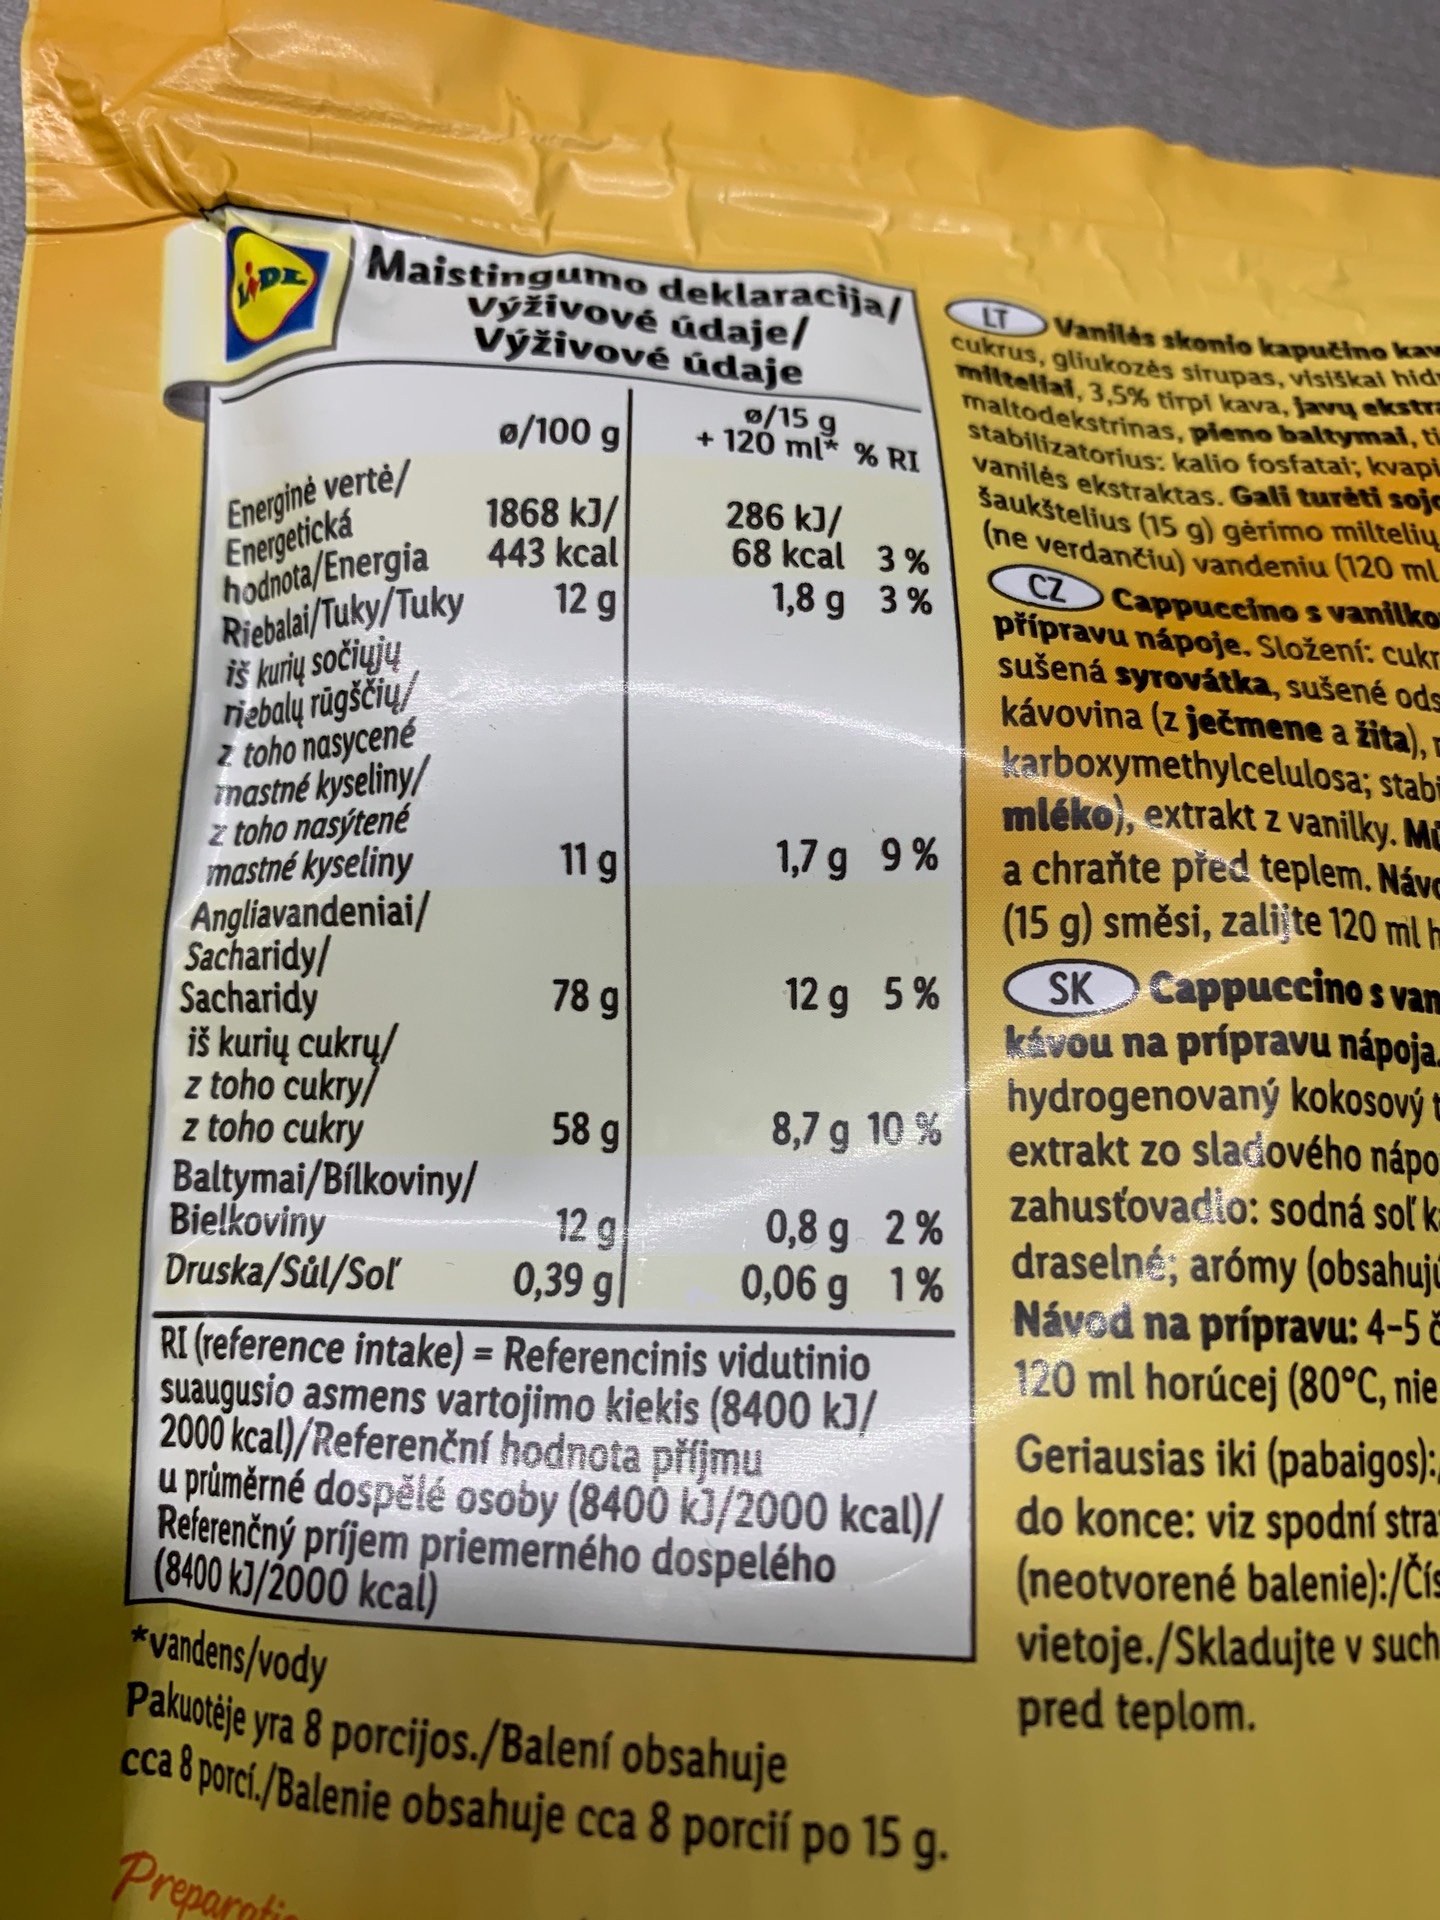 LIDL
Maistingumo deklaracija/
Výživové údaje/
Výživové údaje
ø/100 g
ø/15 g
+ 120 ml* % RI
Energinė vertė/
Energetická
hodnota/Energia
1868 kJ/
443 kcal
286 kJ/
68 kcal 3 %
Riebalai/Tuky/Tuky 12 g 1,8 g 3 %
iš kurių sočiųjų
riebalų rūgščių/
z toho nasycené
mastné kyseliny/
z toho nasýtené
mastné kyseliny 11 g 1,7 g 9 %
Angliavandeniai/
Sacharidy/
Sacharidy 78 g 12 g 5 %
iš kurių cukrų/
z toho cukry/
z toho cukry 58 g 8,7 g 10 %
Baltymai/Bílkoviny/
Bielkoviny 12 g 0,8 g 2 %
Druska/Sůl/Soľ 0,39 g 0,06 g 1 %
RI (reference intake) = Referencinis vidutinio
suaugusio asmens vartojimo kiekis (8400 kJ/
2000 kcal)/Referenční hodnota příjmu
u průměrné dospělé osoby (8400 kJ/2000 kcal)/
Referenčný príjem priemerného dospelého
(8400 kJ/2000 kcal)
*vandens/vody
Pakuotėje yra 8 porcijos./Balení obsahuje
cca 8 porcí./Balenie obsahuje cca 8 porcií po 15 g.
LT Vanilės skonio kapučino
cukrus, gliukozės sirupas, visiškai
milteliai, 3,5% tirpi kava, javų
maltodekstrinas, pieno baltymai,
stabilizatorius: kalio fosfatai;
vanilės ekstraktas. Gali turėti
šaukštelius (15 g) gėrimo miltelių
(ne verdančiu) vandeniu (120 ml
CZ Cappuccino s
přípravu nápoje. Složení:
sušená syrovátka, sušené
kávovina (z ječmene a žita),
karboxymethylcelulosa;
mléko), extrakt z vanilky.
a chraňte před teplem.
(15 g) směsi, zalijte 120 ml
SK Cappuccino s
kávou na prípravu nápoja.
hydrogenovaný kokosový
extrakt zo sladového
zahusťovadlo: sodná soľ
draselné; arómy
Návod na prípravu: 4-5
120 ml horúcej (80°C, nie
Geriausias iki (pabaigos):
do konce: viz spodní
(neotvorené balenie):
vietoje./Skladujte v
pred teplom.